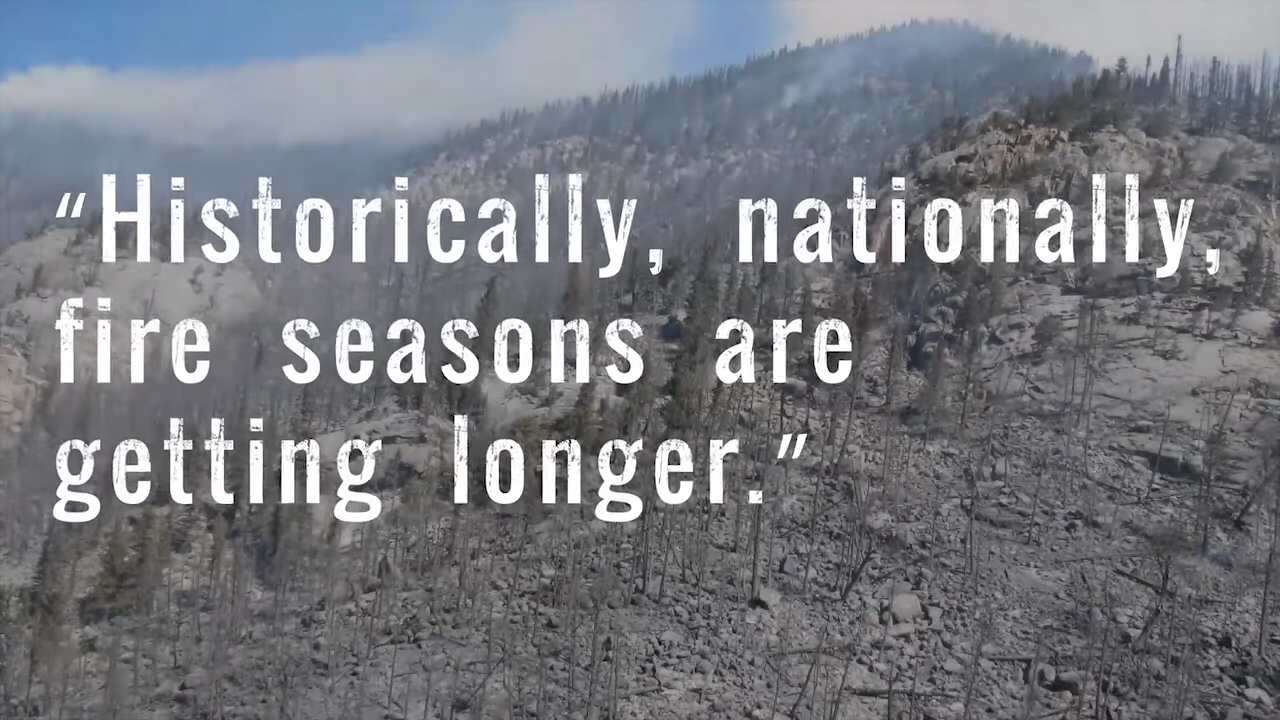 "Historically, nationally,
fire seasons are
getting longer."